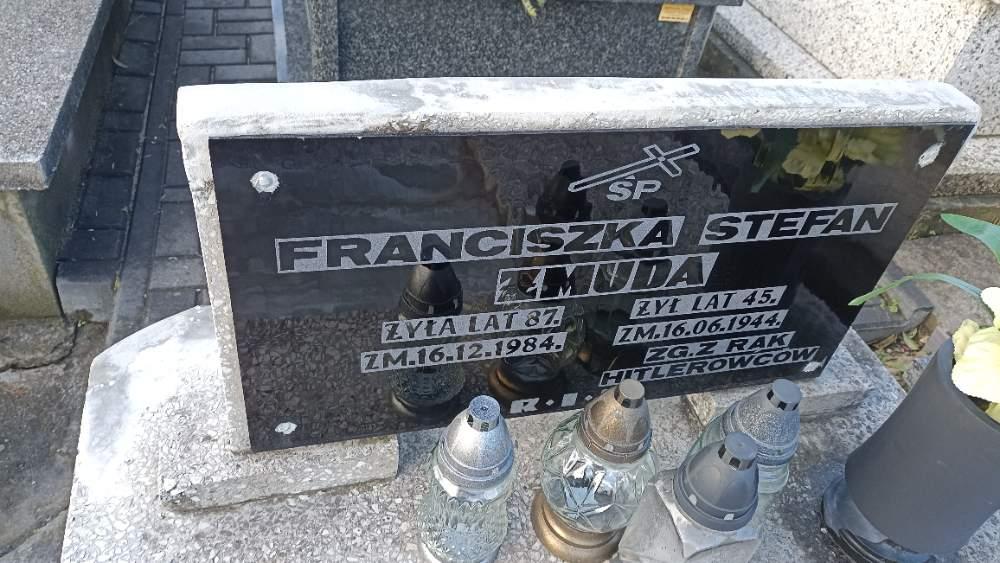 ŚP
FRANCISZKA STEFAN
ŻMUDA
ŻYŁA LAT 87. ŻYŁ LAT 45.
ZM.16.12.1984. ZM.16.06.1944.
ZG.Z RĄK
HITLEROWCÓW
R.I.